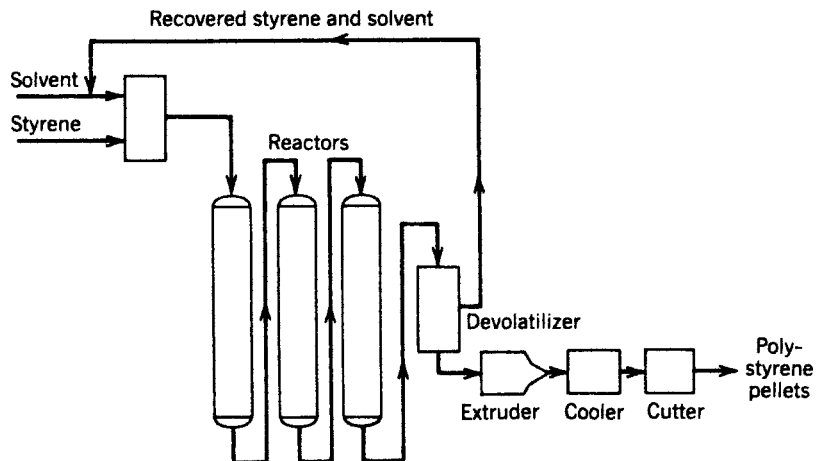 Recovered styrene and solvent
Solvent
Styrene
Reactors
Devolatilizer
Extruder
Cooler
Cutter
Poly-
styrene
pellets